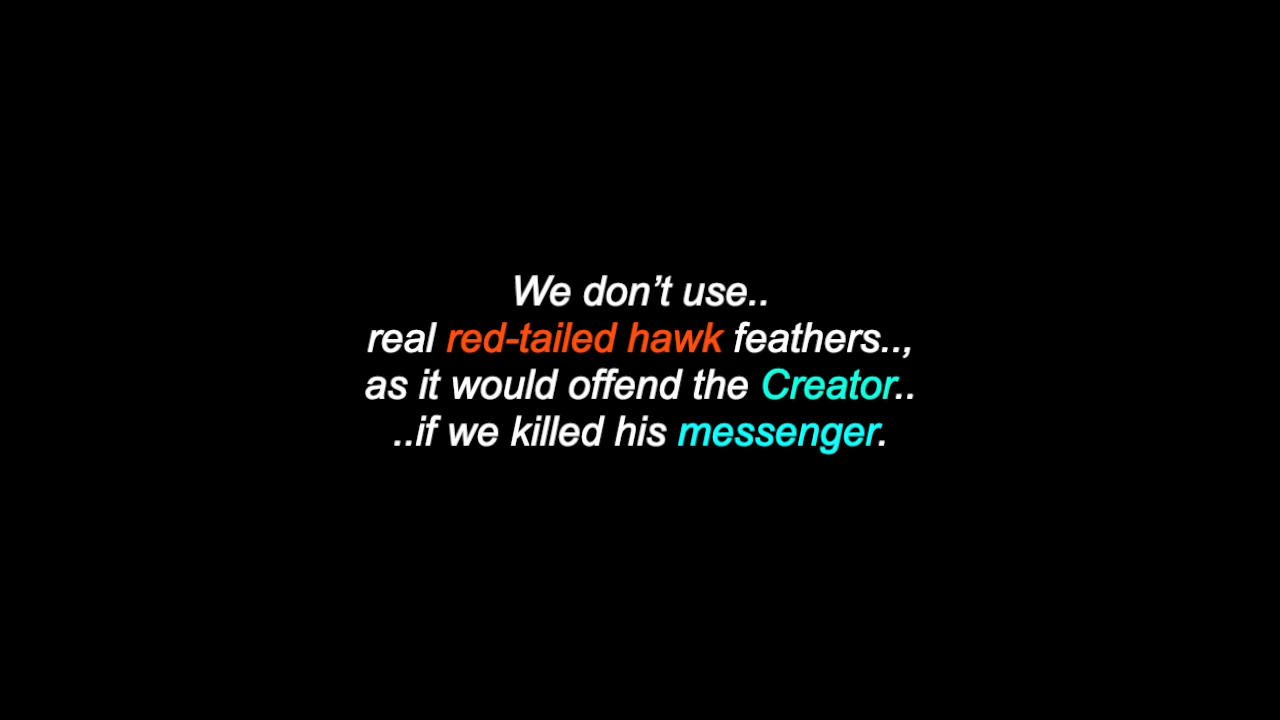 We don’t use..
real red-tailed hawk feathers..,
as it would offend the Creator..
..if we killed his messenger.